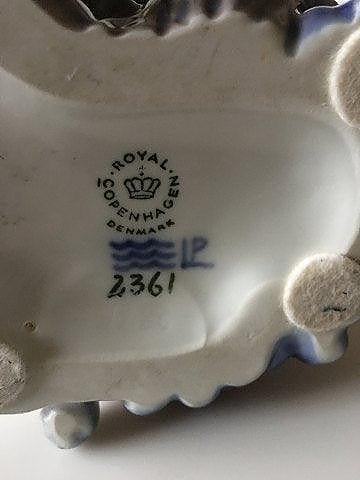 ROYAL
COPENHAGEN
DENMARK
LP
2361